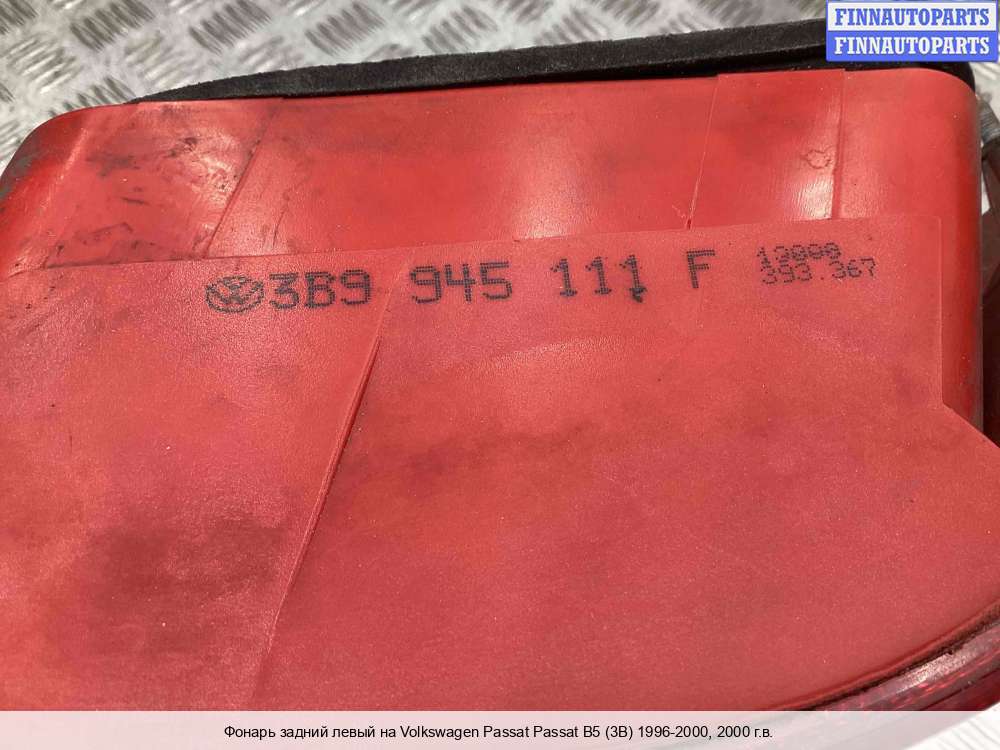 FINNAUTOPARTS
FINNAUTOPARTS
3B9 945 111 F
393.367
Фонарь задний левый на Volkswagen Passat Passat B5 (3B) 1996-2000, 2000 г.в.